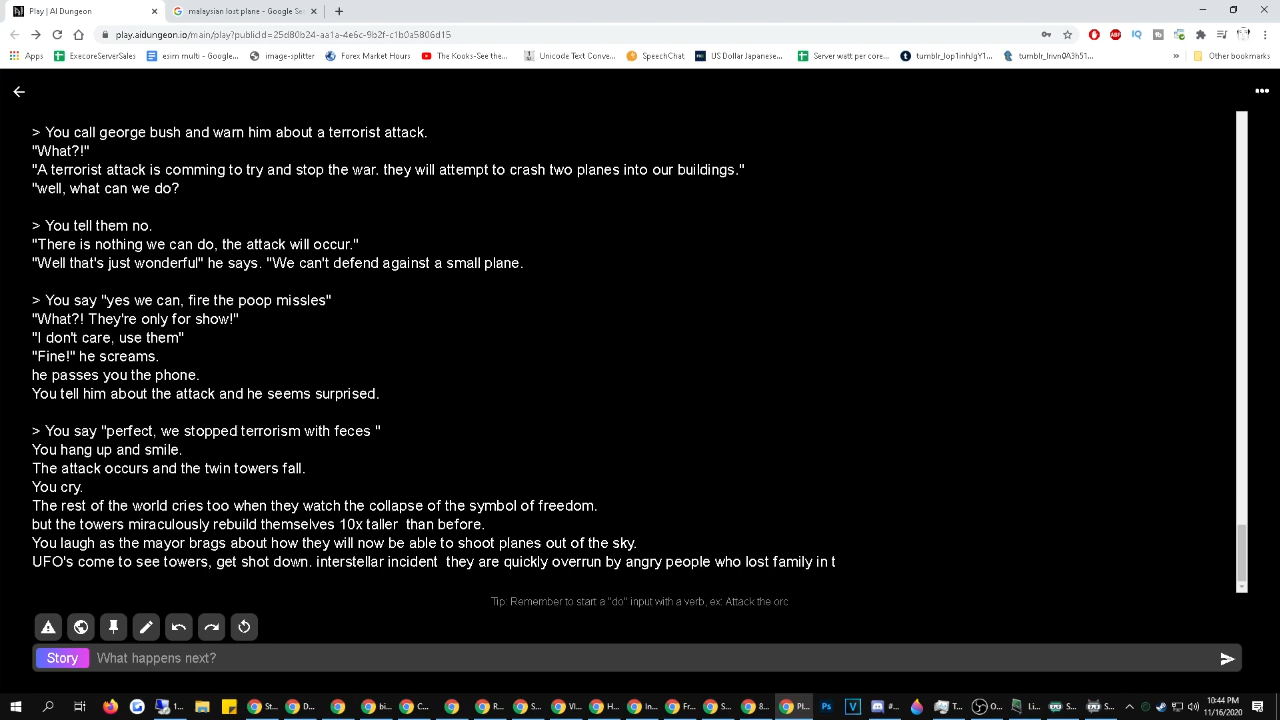 Play | AI Dungeon
malaysian lost plane - Google Se
play.aidungeon.io/main/play?publicId=25d80b24-aa1a-4e6c-9b2f-c1b0a5806d15
Apps
ExecoreServerSales
esim multi - Google...
image-splitter
Forex Market Hours
The Kooks-See the...
Unicode Text Conve...
SpeechChat
US Dollar Japanese...
Server watt per core...
Other bookmarks
> You call george bush and warn him about a terrorist attack.
"What?!"
"A terrorist attack is comming to try and stop the war. they will attempt to crash two planes into our buildings."
"well, what can we do?
> You tell them no.
"There is nothing we can do, the attack will occur."
"Well that's just wonderful" he says. "We can't defend against a small plane.
> You say "yes we can, fire the poop missles"
"What?! They're only for show!"
"I don't care, use them"
"Fine!" he screams.
he passes you the phone.
You tell him about the attack and he seems surprised.
> You say "perfect, we stopped terrorism with feces "
You hang up and smile.
The attack occurs and the twin towers fall.
You cry.
The rest of the world cries too when they watch the collapse of the symbol of freedom.
but the towers miraculously rebuild themselves 10x taller than before.
You laugh as the mayor brags about how they will now be able to shoot planes out of the sky.
UFO's come to see towers, get shot down. interstellar incident they are quickly overrun by angry people who lost family in t
Tip: Remember to start a "do" input with a verb, ex: Attack the orc
Story What happens next?
10:44 PM
11/16/2020